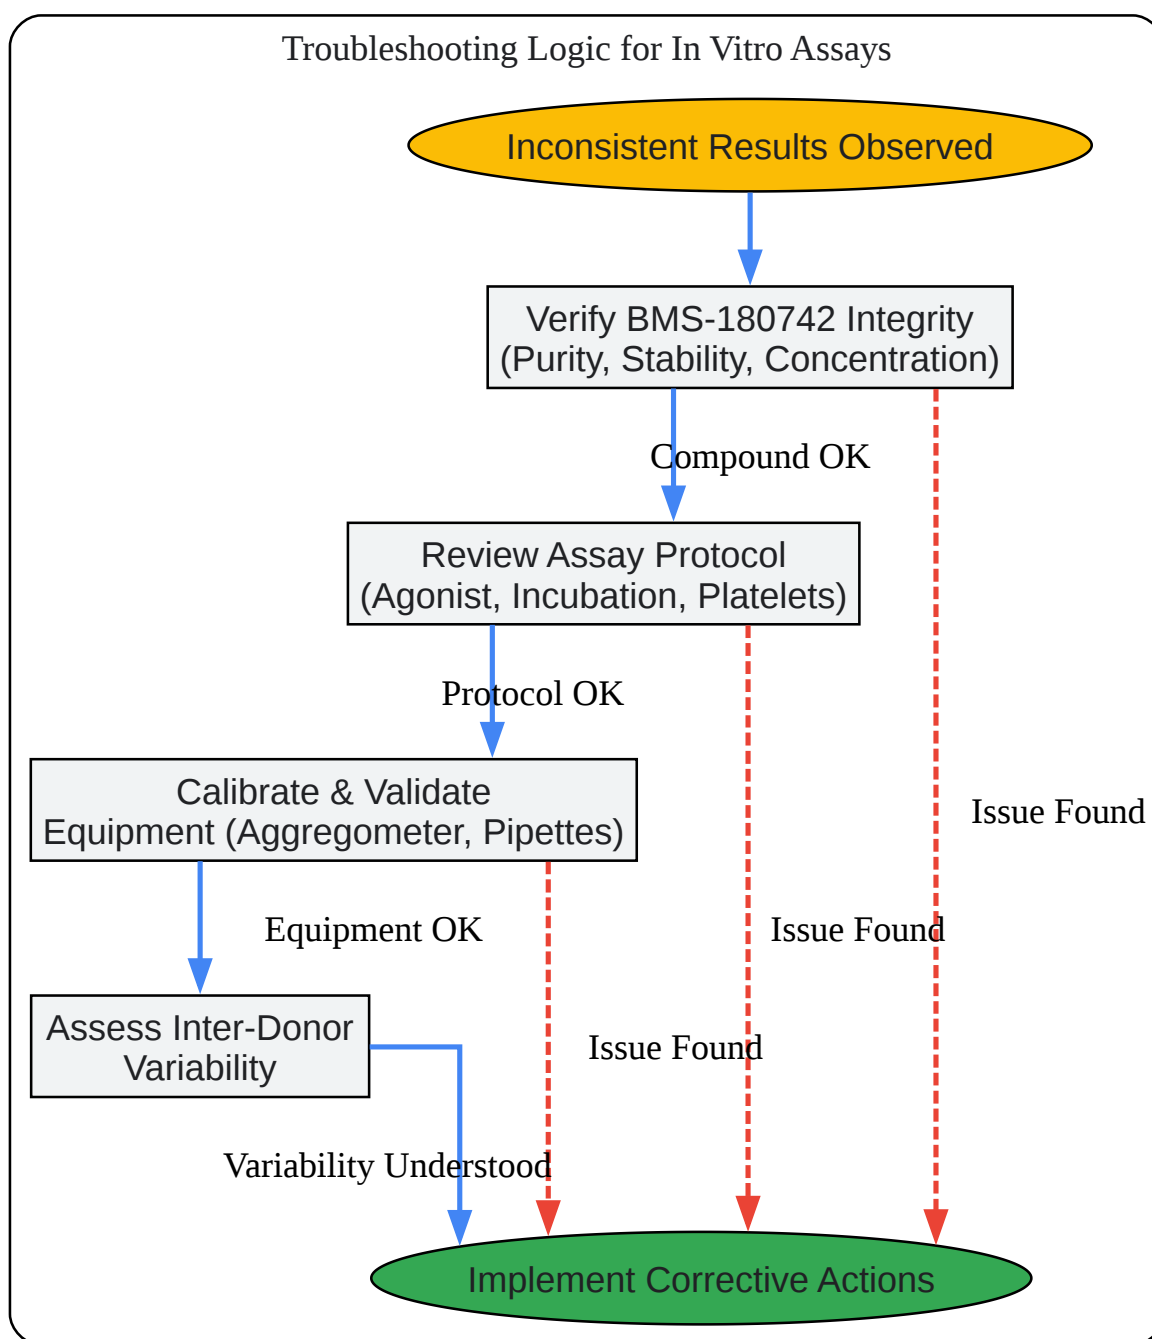 Troubleshooting Logic for In Vitro Assays
Inconsistent Results Observed
Verify BMS-180742 Integrity
(Purity, Stability, Concentration)
Compound OK
Review Assay Protocol
(Agonist, Incubation, Platelets)
Protocol OK
Calibrate & Validate
Equipment (Aggregometer, Pipettes)
Issue Found
Equipment OK
Issue Found
Assess Inter-Donor
Variability
Issue Found
Variability Understood
Implement Corrective Actions